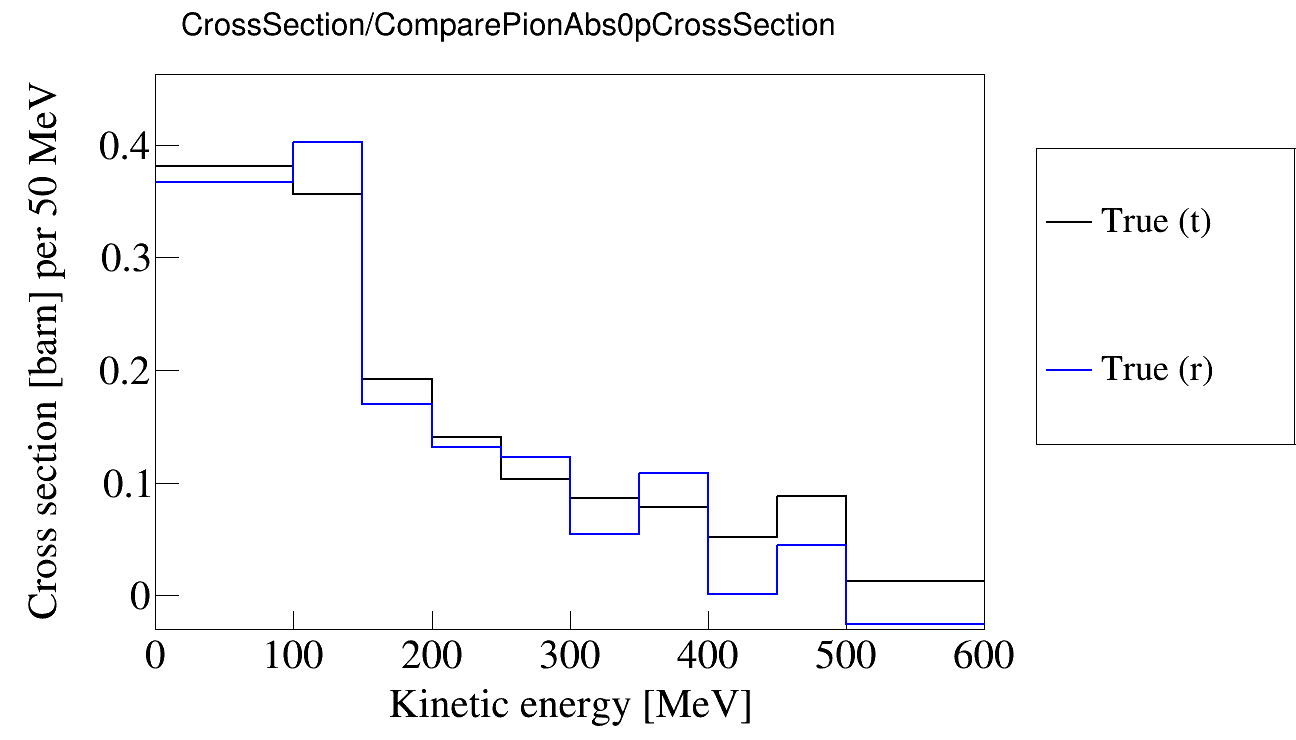 CrossSection/ComparePionAbs0pCrossSection
Cross section [barn] per 50 MeV
0.4
0.3
0.2
0.1
0
0 100 200 300 400 500 600
Kinetic energy [MeV]
True (t)
True (r)